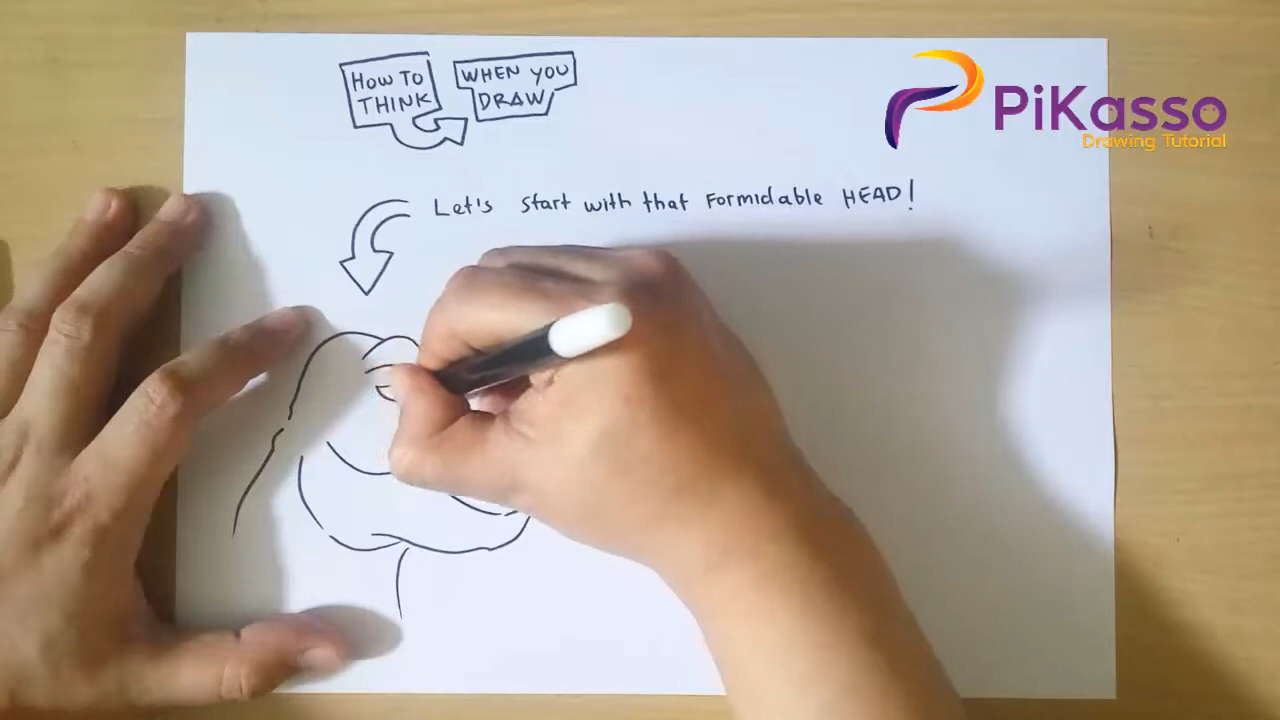 HOW TO
THINK
WHEN YOU
DRAW
PiKasso
Drawing Tutorial
Let's start with that Formidable HEAD!